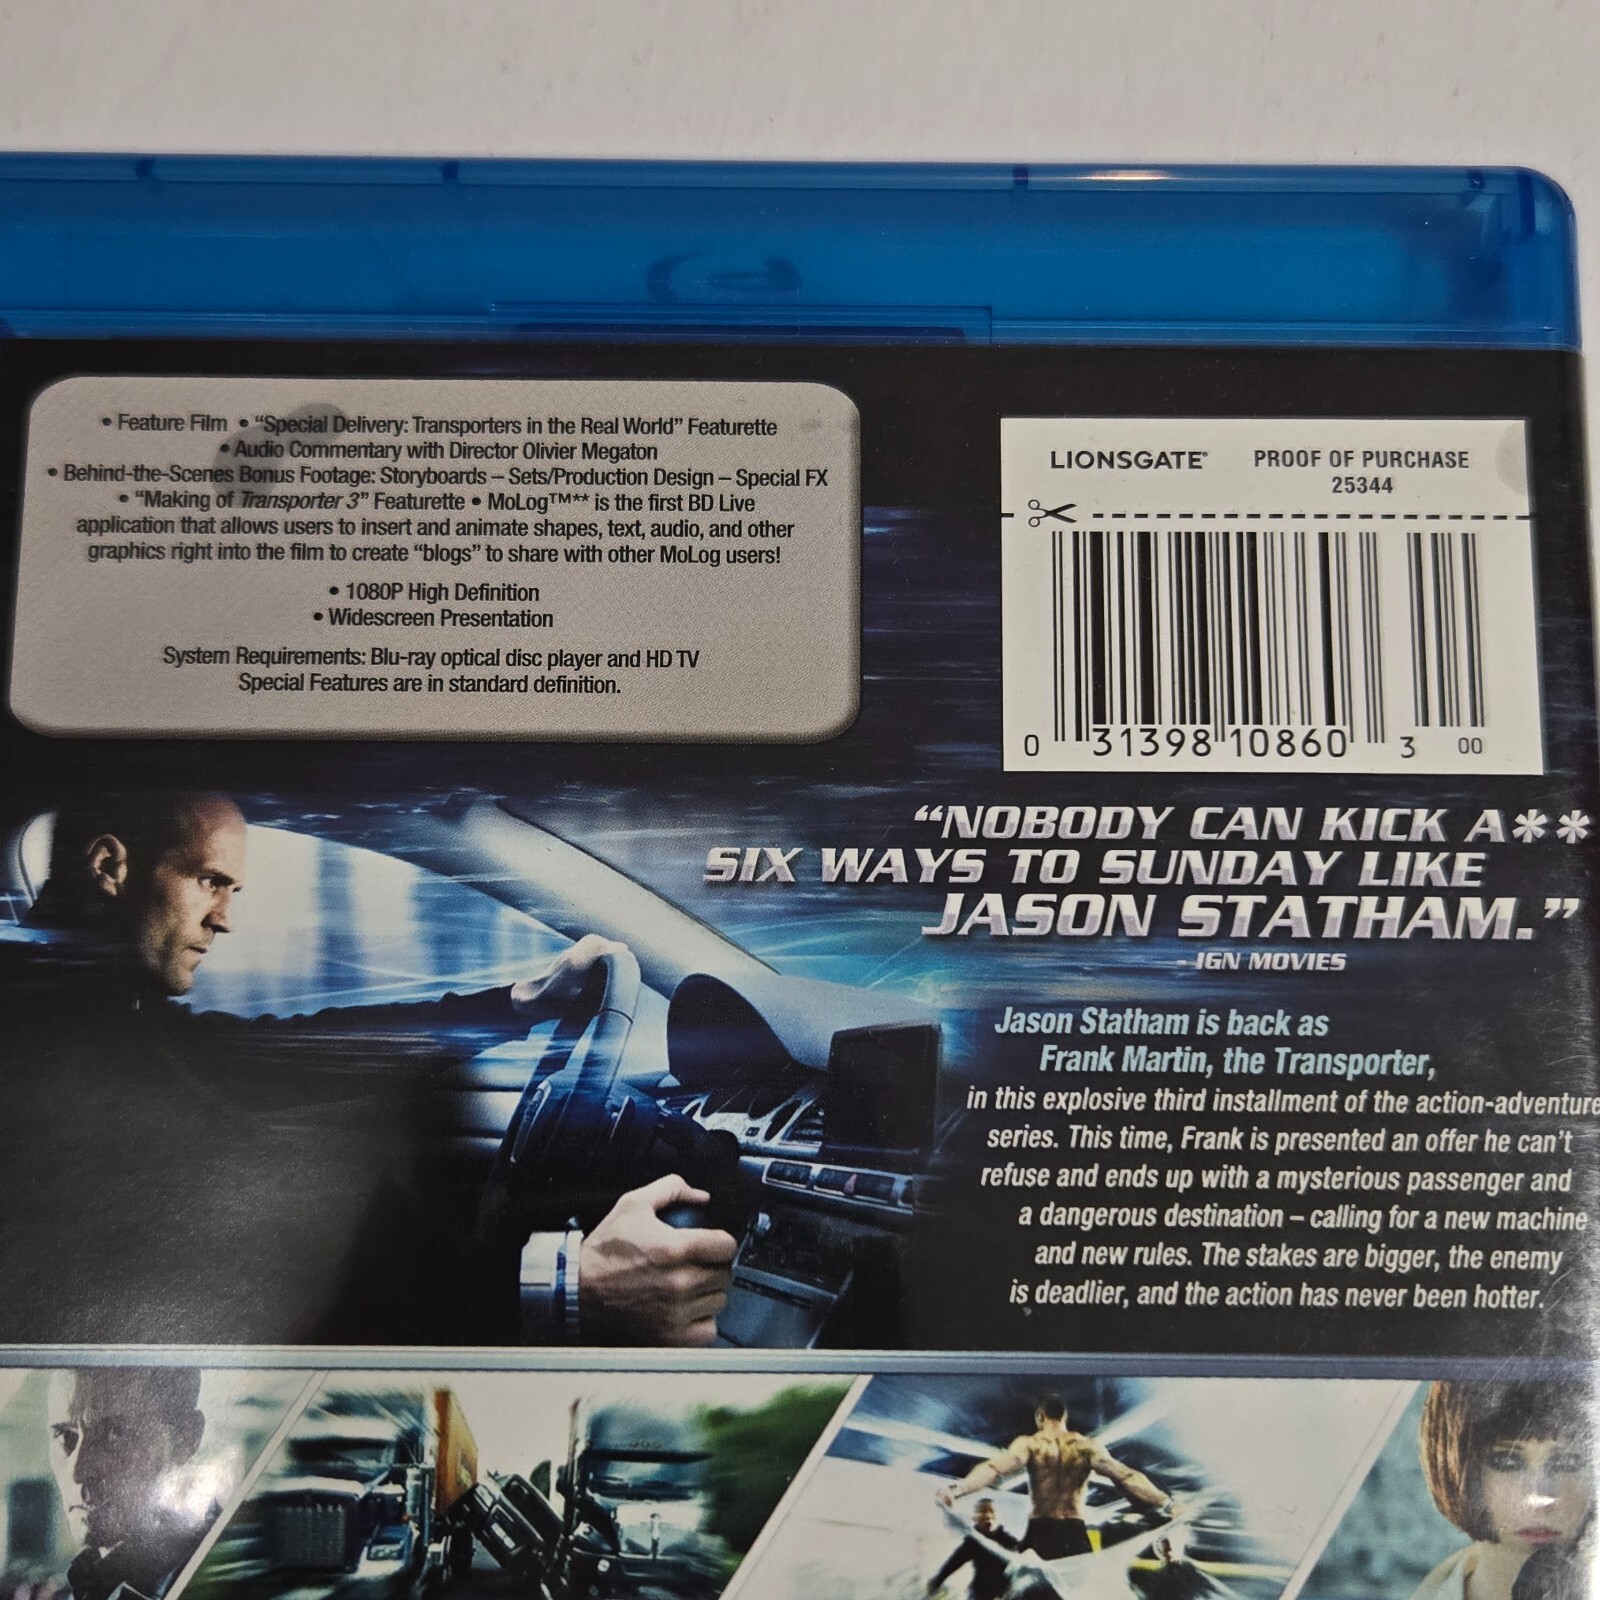 • Feature Film • “Special Delivery: Transporters in the Real World” Featurette
• Audio Commentary with Director Olivier Megaton
• Behind-the-Scenes Bonus Footage: Storyboards – Sets/Production Design – Special FX
• “Making of Transporter 3” Featurette • MoLog™** is the first BD Live
application that allows users to insert and animate shapes, text, audio, and other
graphics right into the film to create “blogs” to share with other MoLog users!
• 1080P High Definition
• Widescreen Presentation
System Requirements: Blu-ray optical disc player and HD TV
Special Features are in standard definition.
LIONSGATE® PROOF OF PURCHASE
25344
0 31398 10860 3 00
“NOBODY CAN KICK A**
SIX WAYS TO SUNDAY LIKE
JASON STATHAM.”
- IGN MOVIES
Jason Statham is back as
Frank Martin, the Transporter,
in this explosive third installment of the action-adventure
series. This time, Frank is presented an offer he can’t
refuse and ends up with a mysterious passenger and
a dangerous destination – calling for a new machine
and new rules. The stakes are bigger, the enemy
is deadlier, and the action has never been hotter.